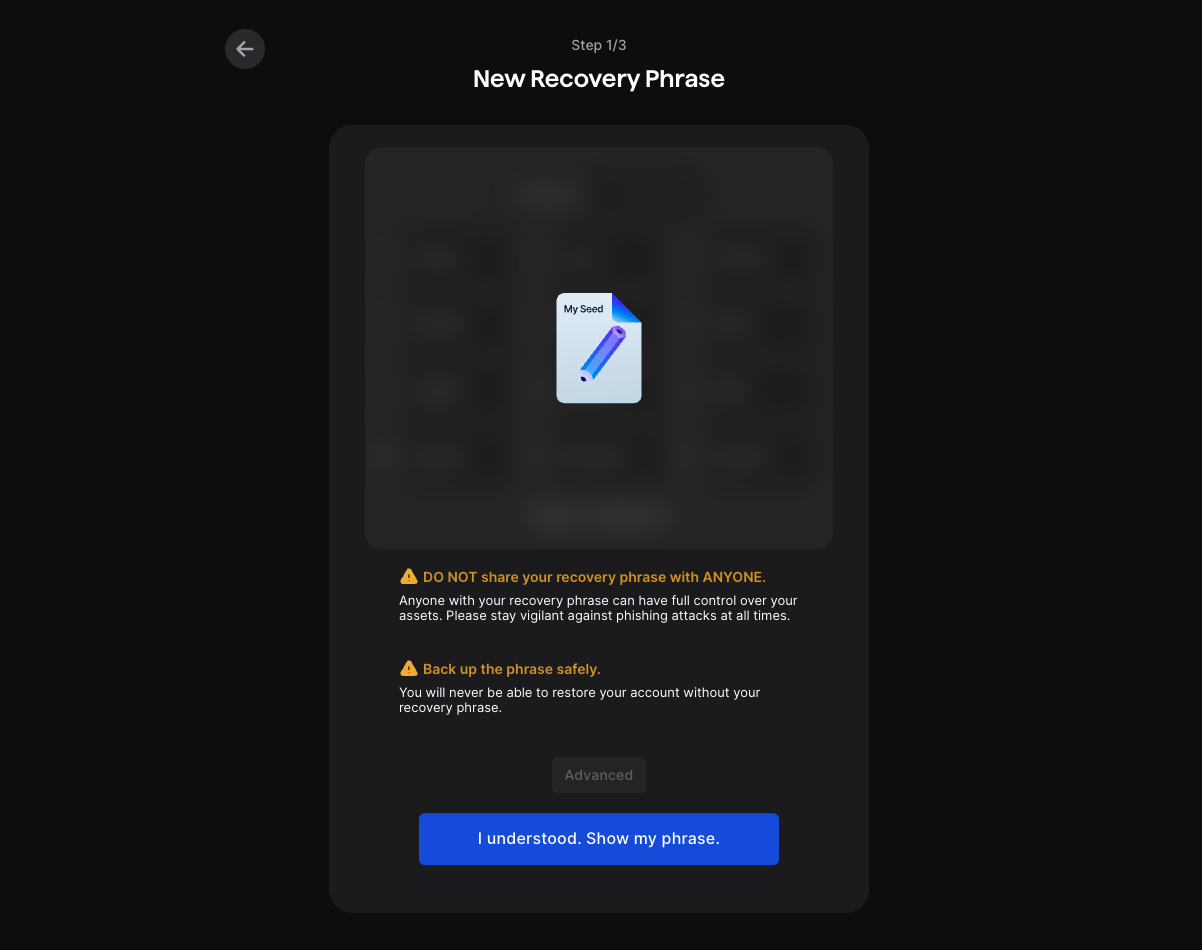 Step 1/3
New Recovery Phrase
My Seed
DO NOT share your recovery phrase with ANYONE.
Anyone with your recovery phrase can have full control over your
assets. Please stay vigilant against phishing attacks at all times.
Back up the phrase safely.
You will never be able to restore your account without your
recovery phrase.
Advanced
I understood. Show my phrase.